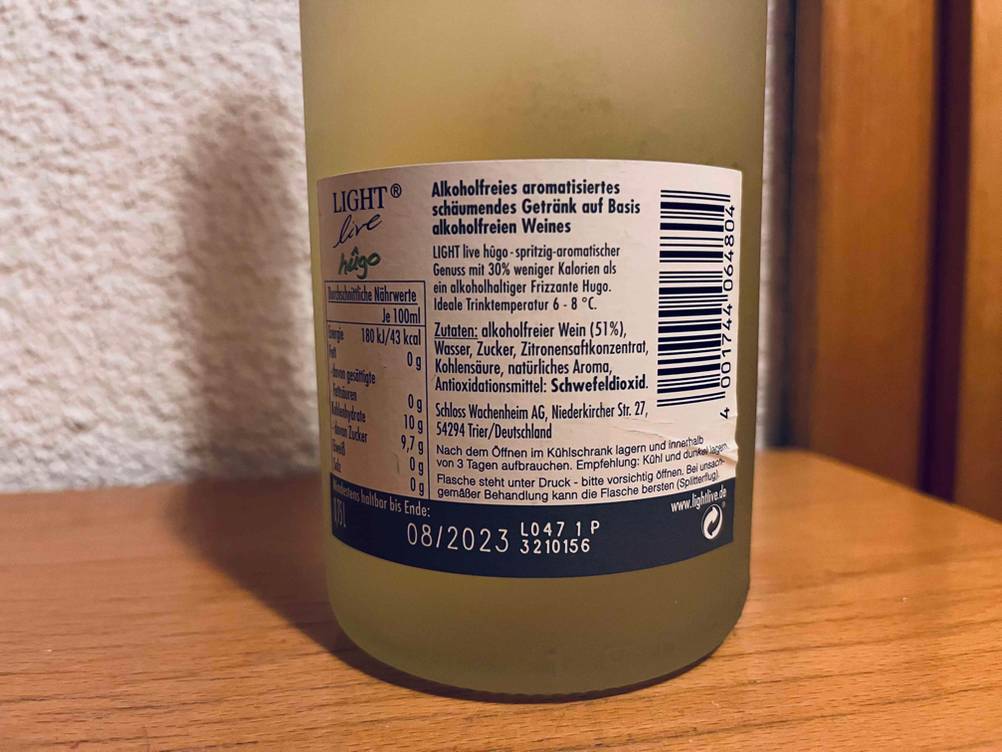 LIGHT®
live
hûgo
Durchschnittliche Nährwerte
Je 100ml
Energie 180 kJ/43 kcal
Fett 0 g
davon gesättigte
Fettsäuren 0 g
Kohlenhydrate 10 g
davon Zucker 9,7 g
Eiweiß 0 g
Salz 0 g
Alkoholfreies aromatisiertes
schäumendes Getränk auf Basis
alkoholfreien Weines
LIGHT live hûgo - spritzig-aromatischer
Genuss mit 30% weniger Kalorien als
ein alkoholhaltiger Frizzante Hugo.
Ideale Trinktemperatur 6 - 8 °C.
Zutaten: alkoholfreier Wein (51%),
Wasser, Zucker, Zitronensaftkonzentrat,
Kohlensäure, natürliches Aroma,
Antioxidationsmittel: Schwefeldioxid.
Schloss Wachenheim AG, Niederkircher Str. 27,
54294 Trier/Deutschland
Nach dem Öffnen im Kühlschrank lagern und innerhalb
von 3 Tagen aufbrauchen. Empfehlung: Kühl und dunkel lagern.
Flasche steht unter Druck - bitte vorsichtig öffnen. Bei unsach-
gemäßer Behandlung kann die Flasche bersten (Splitterflug).
4 001744 064804
Mindestens haltbar bis Ende:
0,75 L
08/2023 L047 1 P
3210156
www.lightlive.de